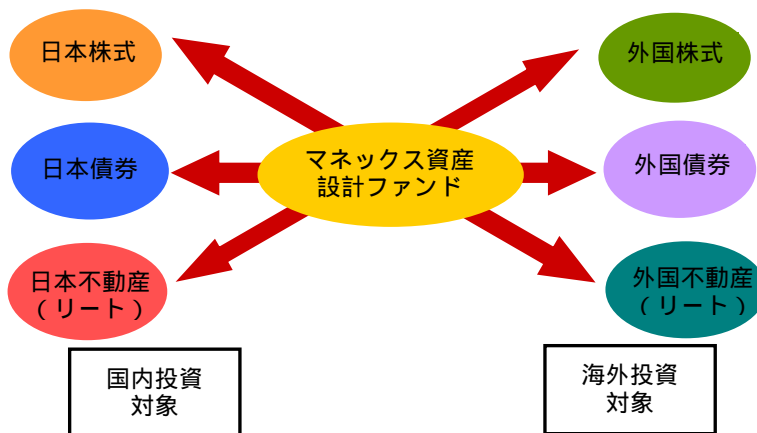 日本株式
外国株式
マネックス資産
設計ファンド
日本債券
外国債券
日本不動産
（リート）
外国不動産
（リート）
国内投資
対象
海外投資
対象